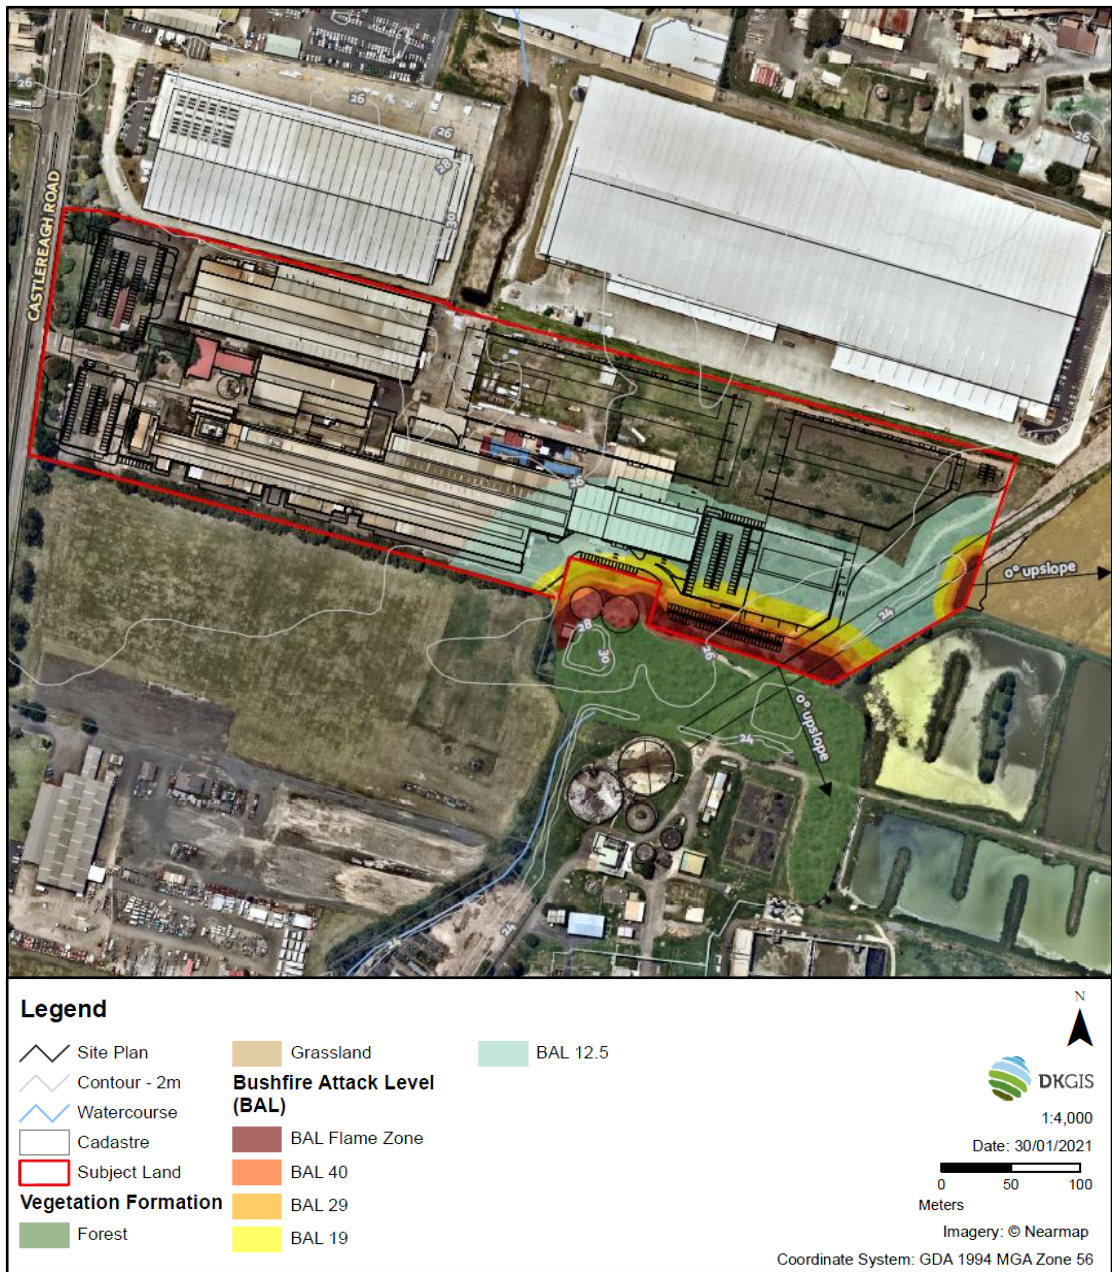 26
26
26
26
28
30
CASTLEREAGH ROAD
26
0° upslope
24
28
30
26
0° upslope
24
24
Legend
Site Plan
Contour - 2m
Watercourse
Cadastre
Subject Land
Vegetation Formation
Forest
Grassland
Bushfire Attack Level
(BAL)
BAL Flame Zone
BAL 40
BAL 29
BAL 19
BAL 12.5
N
DKGIS
1:4,000
Date: 30/01/2021
0 50 100
Meters
Imagery: © Nearmap
Coordinate System: GDA 1994 MGA Zone 56